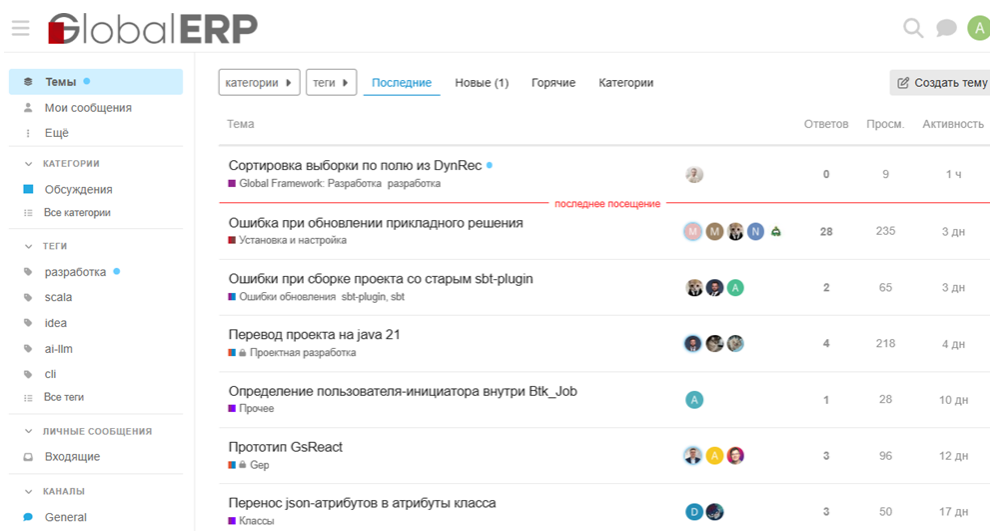 GlobalERP
A
Темы
Мои сообщения
Ещё
КАТЕГОРИИ
Обсуждения
Все категории
ТЕГИ
разработка
scala
idea
ai-llm
cli
Все теги
ЛИЧНЫЕ СООБЩЕНИЯ
Входящие
КАНАЛЫ
General
категории теги Последние Новые (1) Горячие Категории Создать тему
Тема Ответов Просм. Активность
Сортировка выборки по полю из DynRec 0 9 1 ч
Global Framework: Разработка разработка
последнее посещение
Ошибка при обновлении прикладного решения M M N 28 235 3 дн
Установка и настройка
Ошибки при сборке проекта со старым sbt-plugin A 2 65 3 дн
Ошибки обновления sbt-plugin, sbt
Перевод проекта на java 21 4 218 4 дн
Проектная разработка
Определение пользователя-инициатора внутри Btk_Job A 1 28 10 дн
Прочее
Прототип GsReact A 3 96 12 дн
Gep
Перенос json-атрибутов в атрибуты класса D 3 50 17 дн
Классы